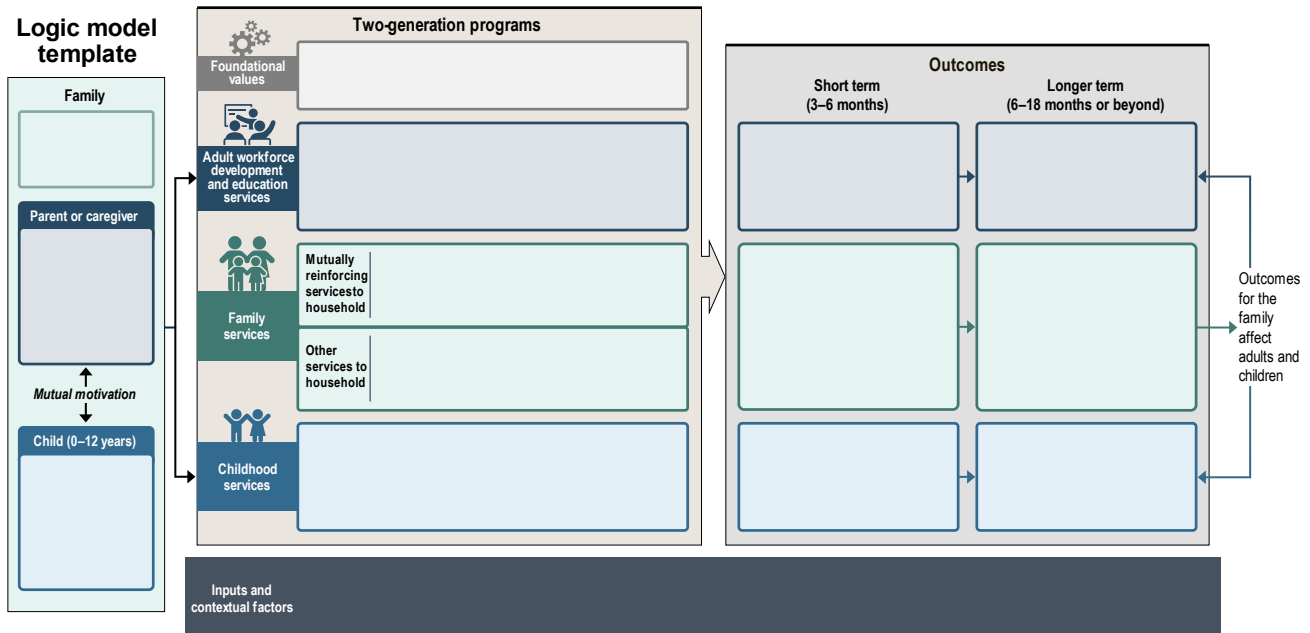 Logic model
template
Family
Parent or caregiver
Mutual motivation
Child (0–12 years)
Two-generation programs
Foundational
values
Adult workforce
development
and education
services
Family
services
Mutually
reinforcing
servicesto
household
Other
services to
household
Childhood
services
Outcomes
Short term
(3–6 months)
Longer term
(6–18 months or beyond)
Outcomes
for the
family
affect
adults and
children
Inputs and
contextual factors